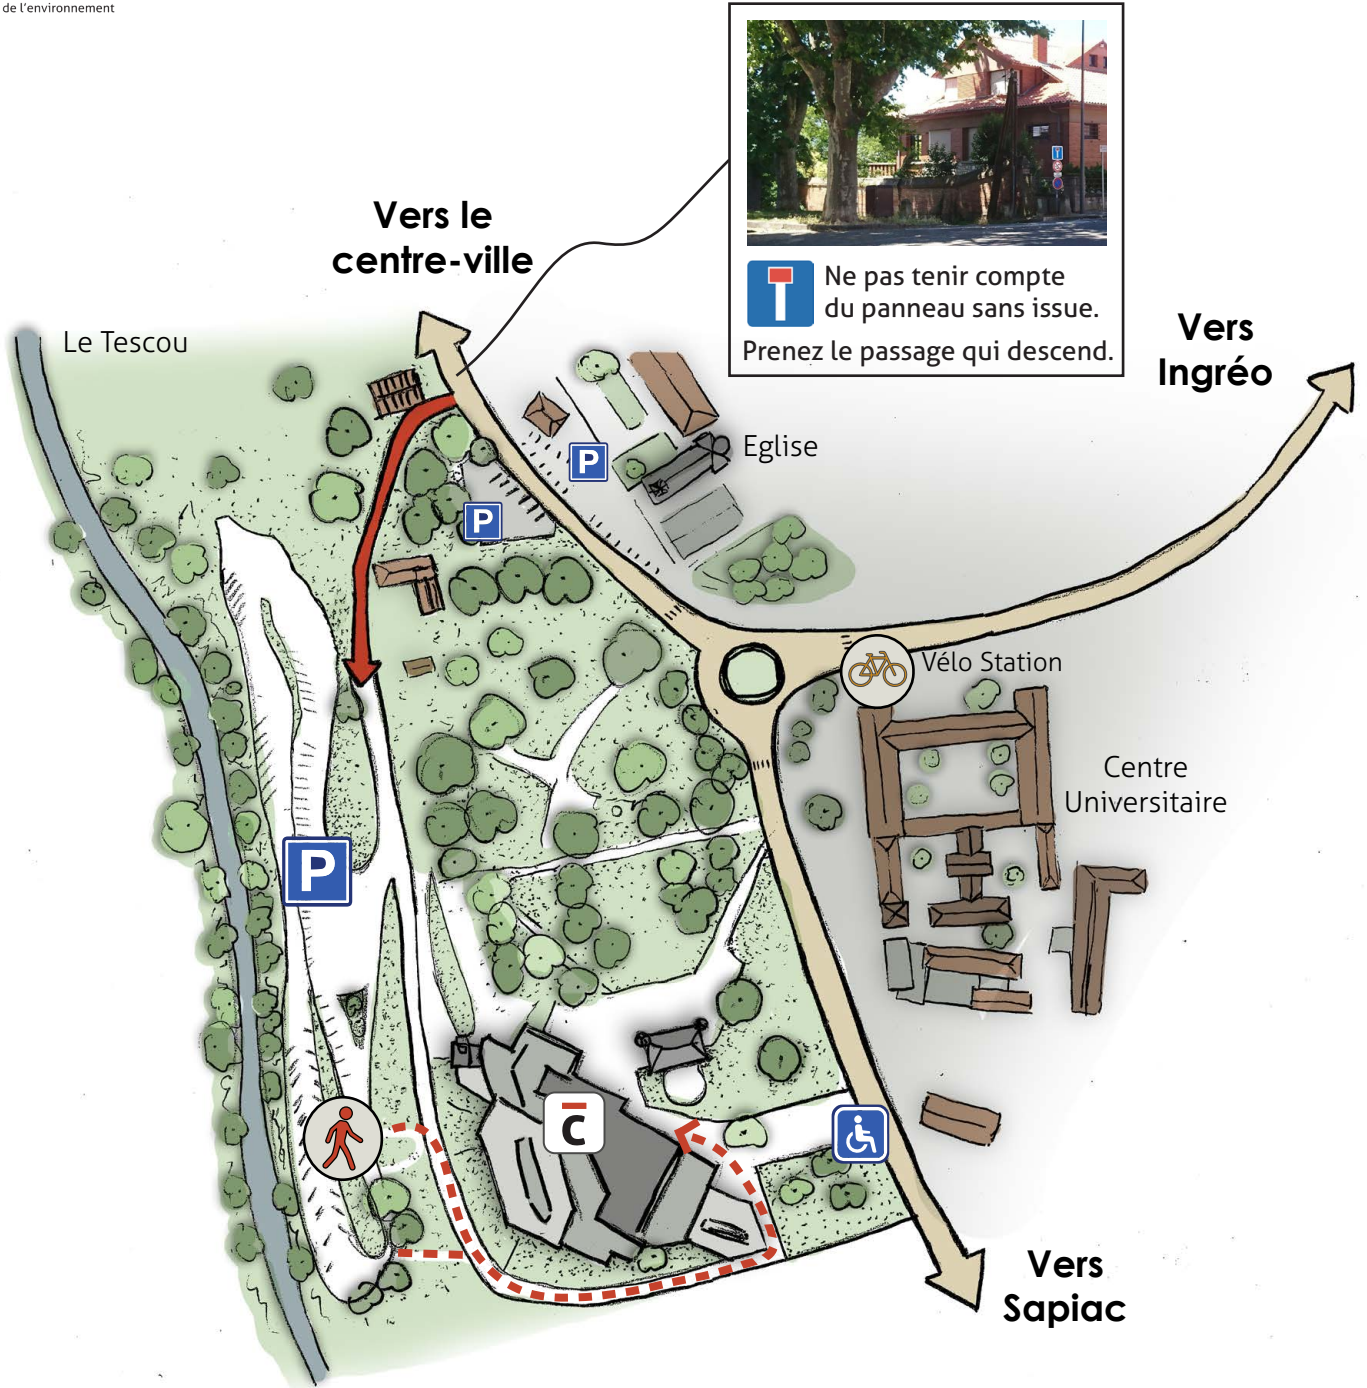 de l'environnement
Ne pas tenir compte
du panneau sans issue.
Prenez le passage qui descend.
Vers le
centre-ville
Vers
Ingréo
Le Tescou
P
Eglise
P
Vélo Station
Centre
Universitaire
P
c
Vers
Sapiac